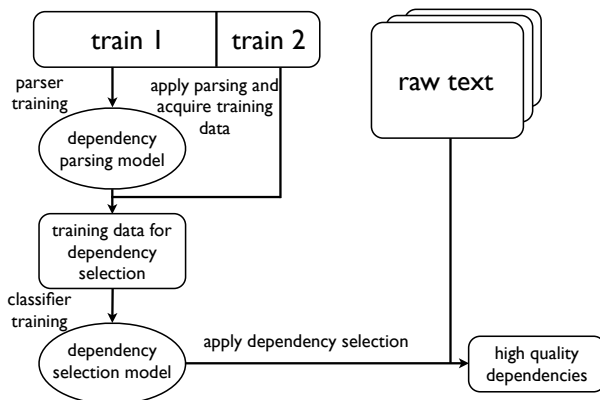 train 1
train 2
raw text
parser
training
apply parsing and
acquire training
data
dependency
parsing model
training data for
dependency
selection
classifier
training
dependency
selection model
apply dependency selection
high quality
dependencies